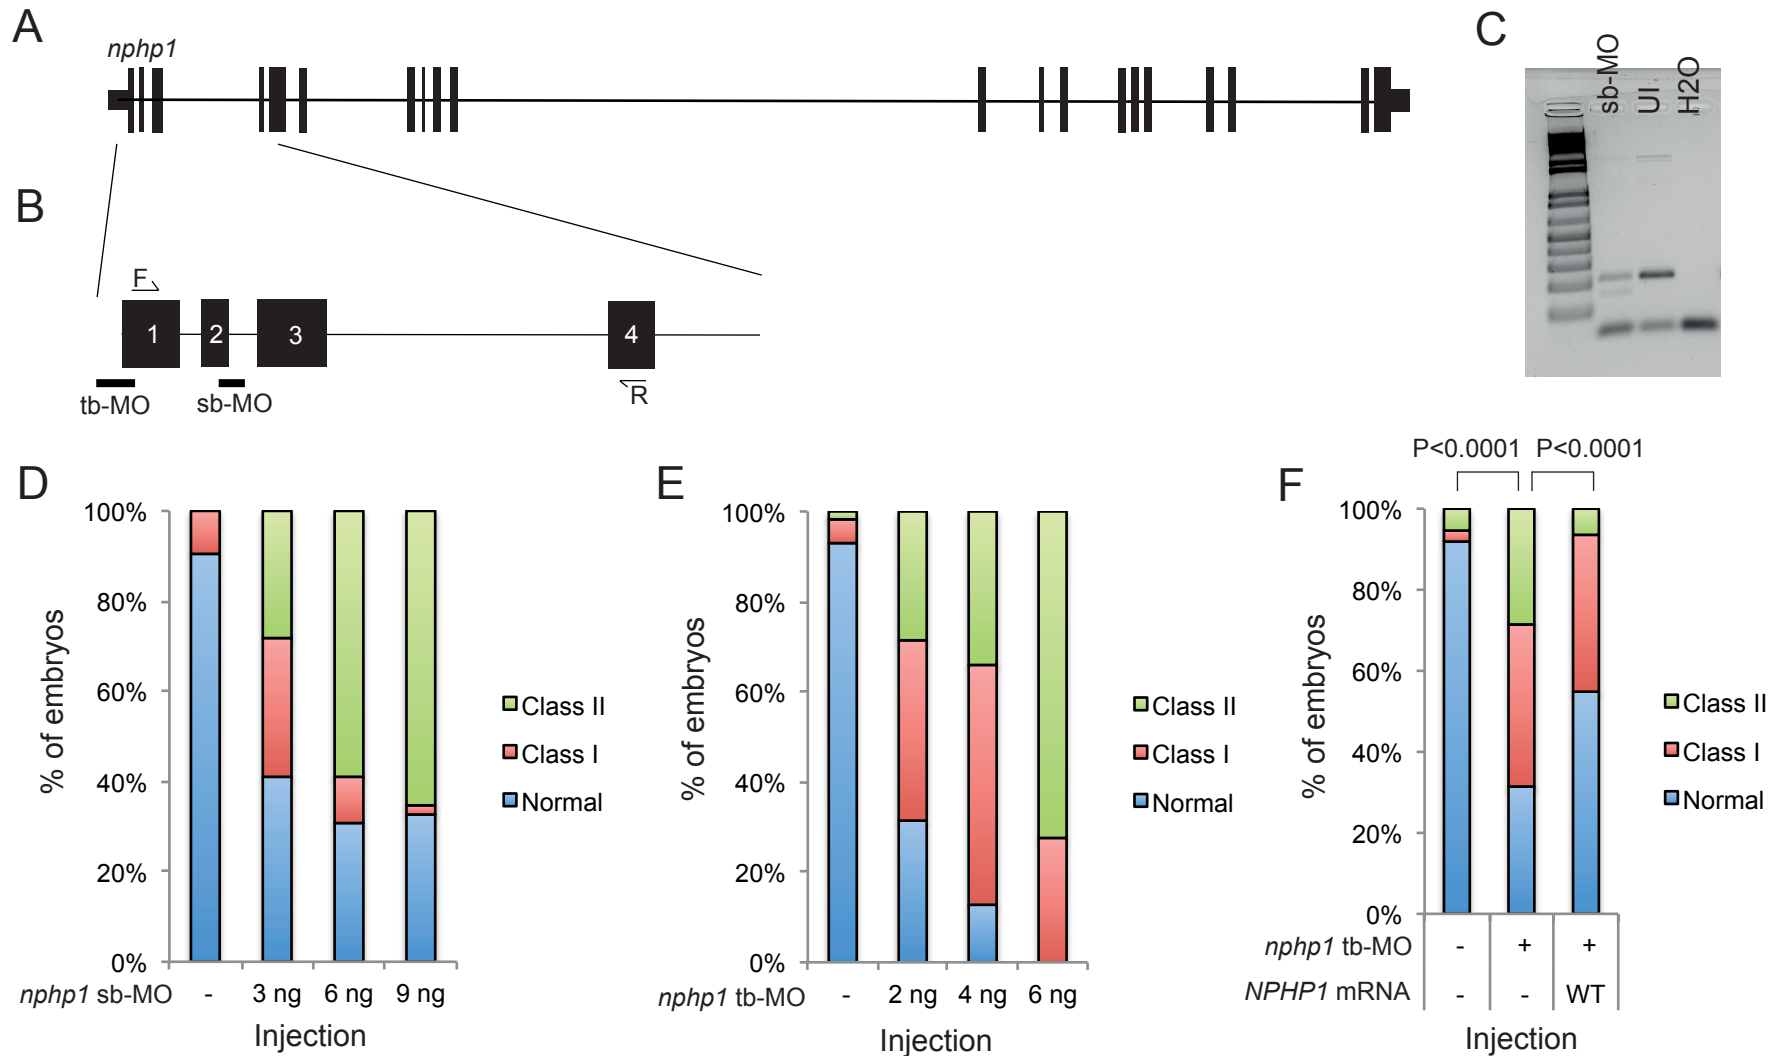 A
nphp1
C
sb-MO
UI
H2O
B
F
1
2
3
4
tb-MO
sb-MO
R
D
100%
80%
60%
40%
20%
0%
% of embryos
Class II
Class I
Normal
nphp1 sb-MO - 3 ng 6 ng 9 ng
Injection
E
100%
80%
60%
40%
20%
0%
% of embryos
Class II
Class I
Normal
nphp1 tb-MO - 2 ng 4 ng 6 ng
Injection
F
P<0.0001 P<0.0001
100%
80%
60%
40%
20%
0%
% of embryos
Class II
Class I
Normal
nphp1 tb-MO - + +
NPHP1 mRNA - - WT
Injection